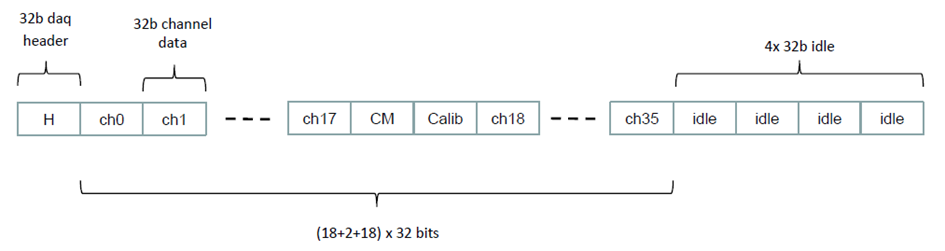 32b daq
header
32b channel
data
4x 32b idle
H ch0 ch1 ch17 CM Calib ch18 ch35 idle idle idle idle
(18+2+18) x 32 bits